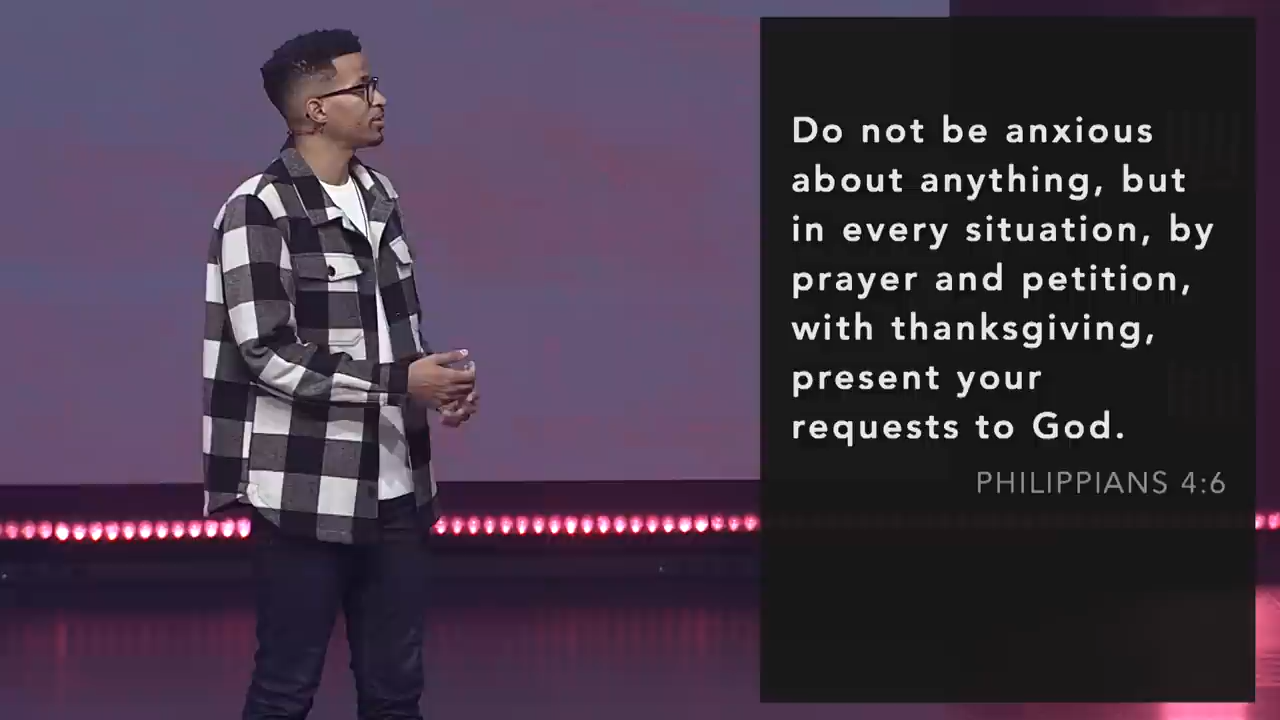 Do not be anxious
about anything, but
in every situation, by
prayer and petition,
with thanksgiving,
present your
requests to God.
PHILIPPIANS 4:6